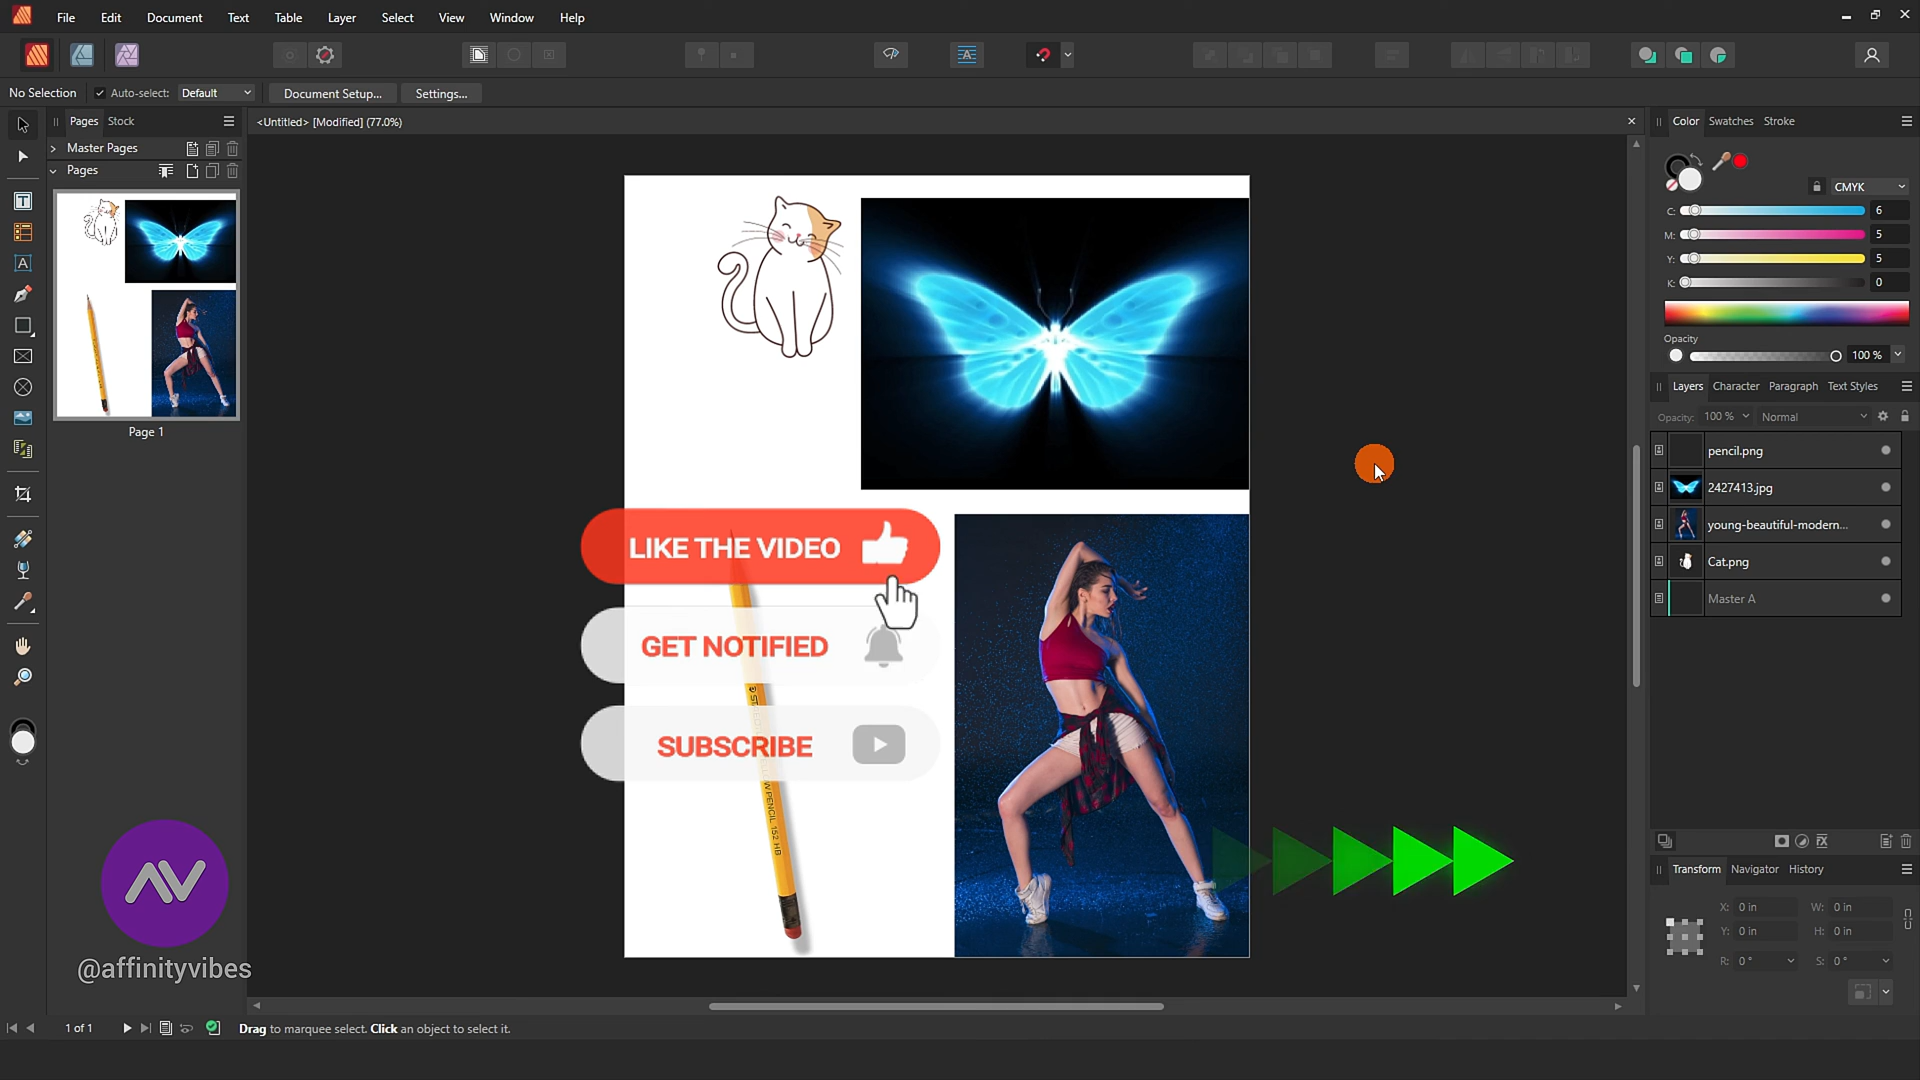 File Edit Document Text Table Layer Select View Window Help
No Selection Auto-select: Default Document Setup... Settings...
Pages Stock
Master Pages
Pages
Page 1
<Untitled> [Modified] (77.0%)
LIKE THE VIDEO
GET NOTIFIED
SUBSCRIBE
W.PENCIL 152 HB
@affinityvibes
Color Swatches Stroke
CMYK
C: 6
M: 5
Y: 5
K: 0
Opacity
100 %
Layers Character Paragraph Text Styles
Opacity: 100 % Normal
pencil.png
2427413.jpg
young-beautiful-modern...
Cat.png
Master A
Transform Navigator History
X: 0 in W: 0 in
Y: 0 in H: 0 in
R: 0 ° S: 0 °
1 of 1 Drag to marquee select. Click an object to select it.